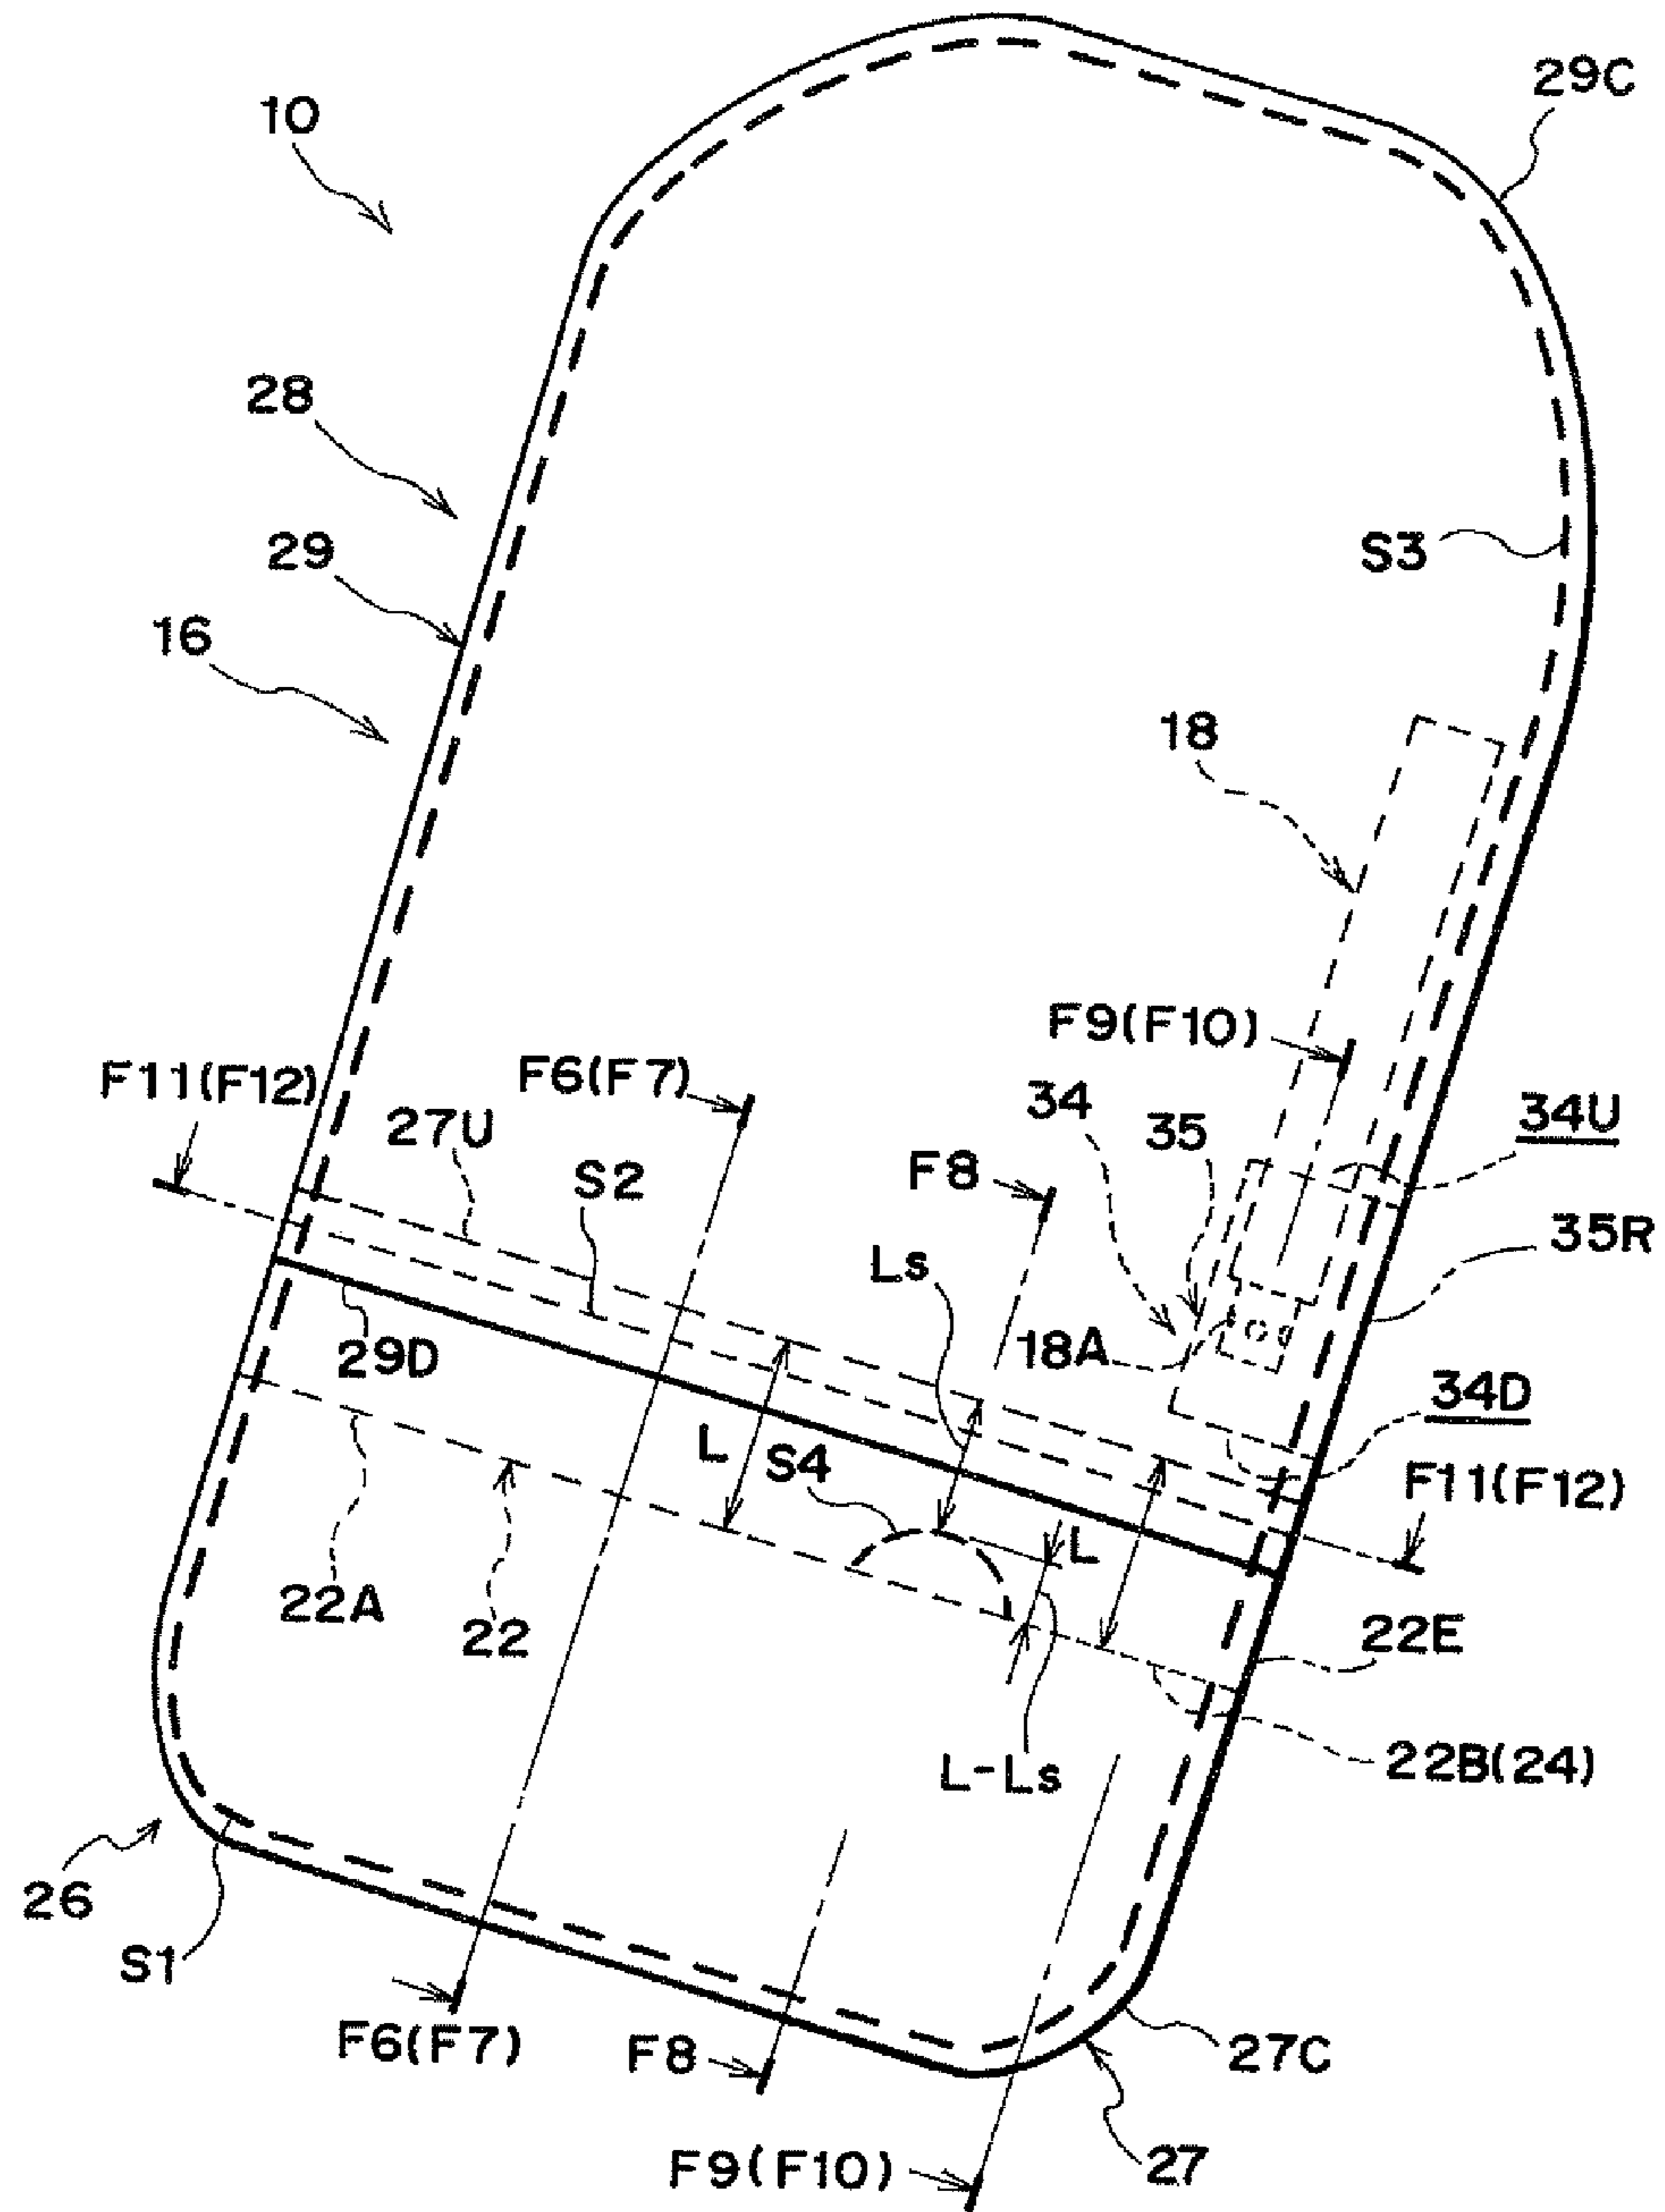 29C
10
28
S3
29
16
18
F9(F10)
F11(F12)
F6(F7)
34
35
34U
27U
S2
F8
35R
Ls
18A
29D
34D
L
S4
F11(F12)
L
22A
22
22E
L-Ls
22B(24)
26
S1
F6(F7)
F8
27C
27
F9(F10)